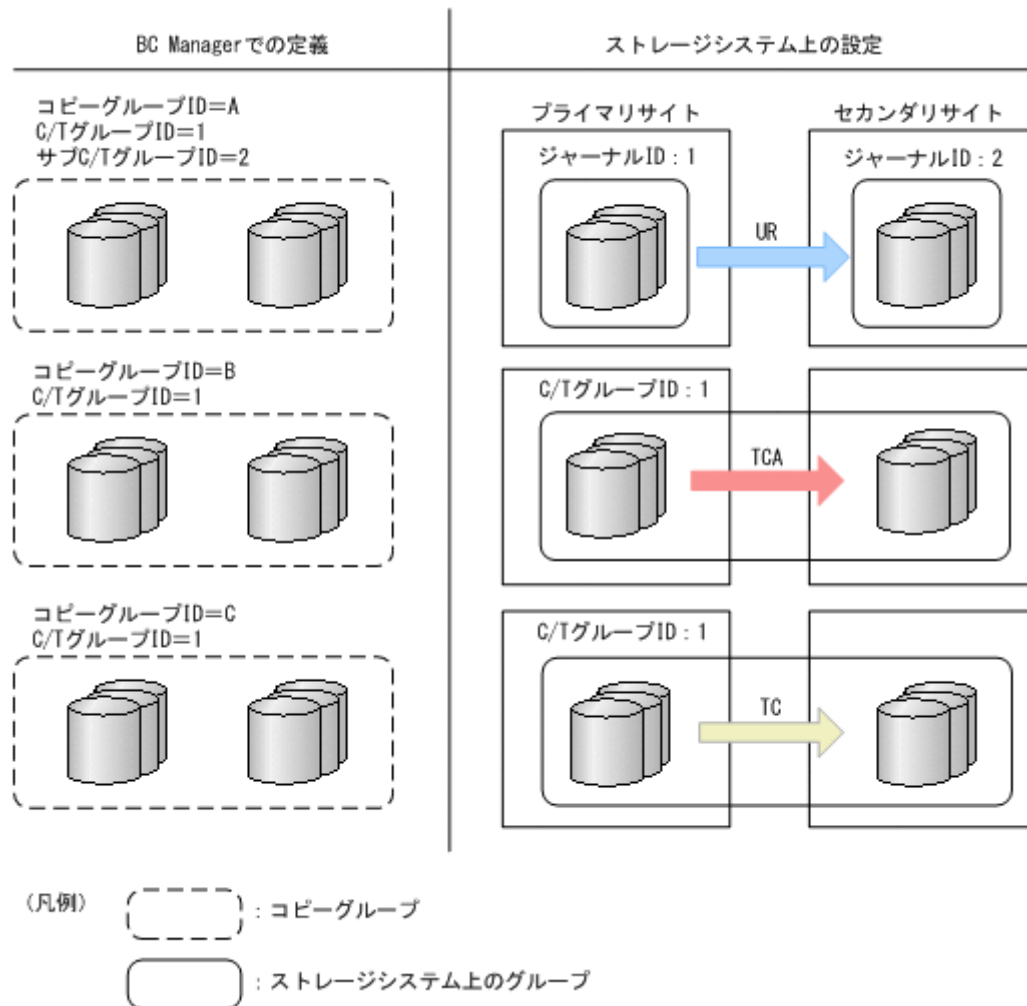 BC Managerでの定義
ストレージシステム上の設定
コピーグループID=A
C/TグループID=1
サブC/TグループID=2
プライマリサイト
セカンダリサイト
ジャーナルID:1
ジャーナルID:2
UR
コピーグループID=B
C/TグループID=1
C/TグループID:1
TCA
コピーグループID=C
C/TグループID=1
C/TグループID:1
TC
(凡例)
:コピーグループ
:ストレージシステム上のグループ